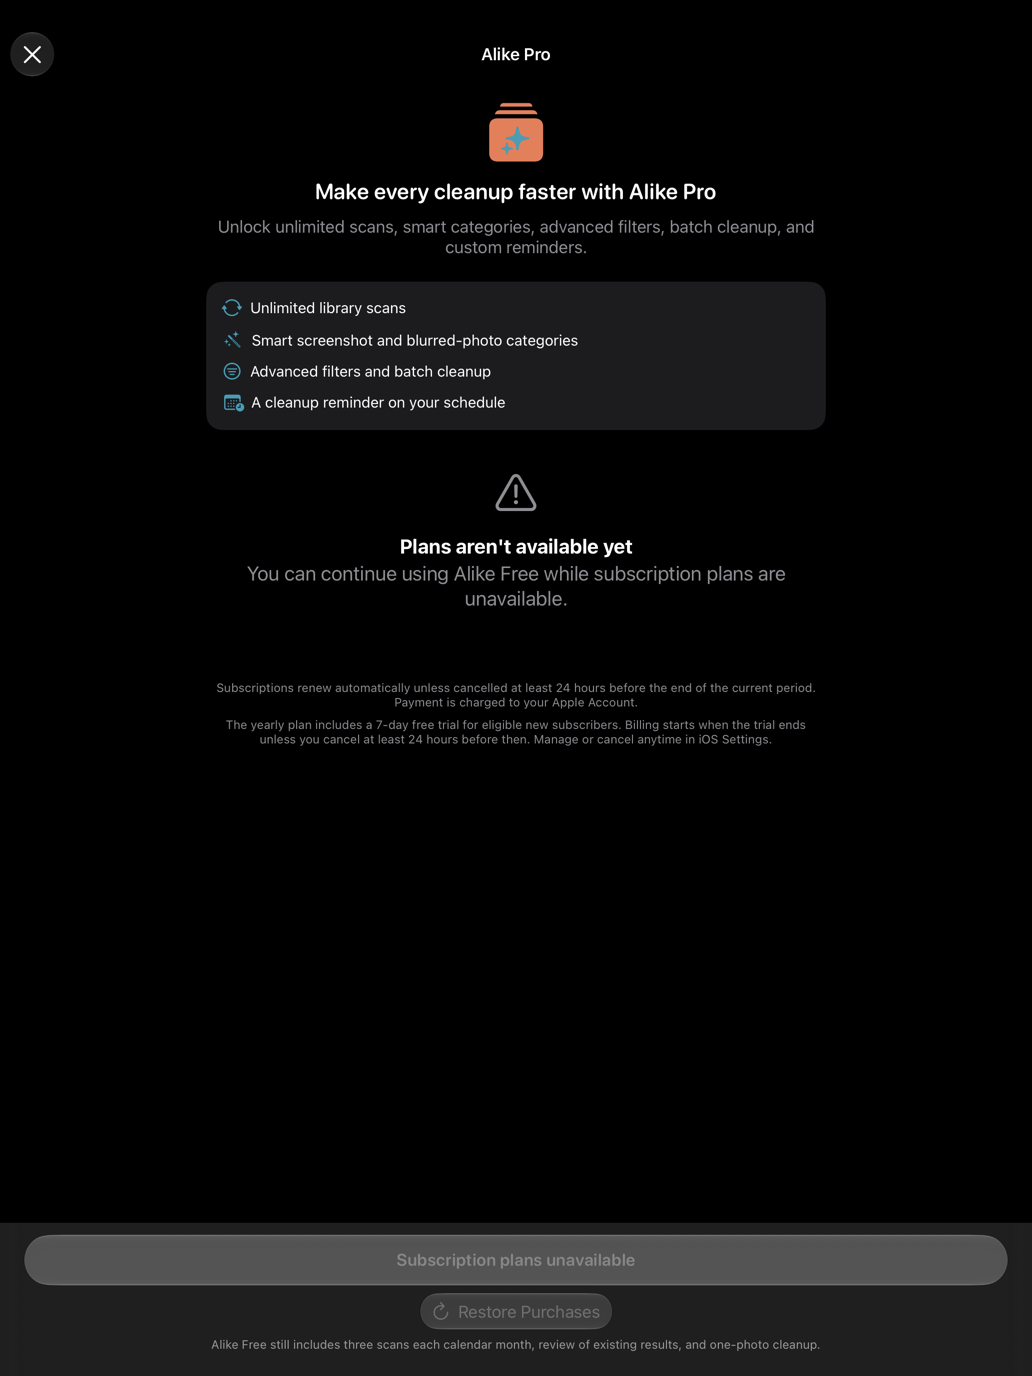 Alike Pro
Make every cleanup faster with Alike Pro
Unlock unlimited scans, smart categories, advanced filters, batch cleanup, and
custom reminders.
Unlimited library scans
Smart screenshot and blurred-photo categories
Advanced filters and batch cleanup
A cleanup reminder on your schedule
Plans aren't available yet
You can continue using Alike Free while subscription plans are
unavailable.
Subscriptions renew automatically unless cancelled at least 24 hours before the end of the current period.
Payment is charged to your Apple Account.
The yearly plan includes a 7-day free trial for eligible new subscribers. Billing starts when the trial ends
unless you cancel at least 24 hours before then. Manage or cancel anytime in iOS Settings.
Subscription plans unavailable
Restore Purchases
Alike Free still includes three scans each calendar month, review of existing results, and one-photo cleanup.